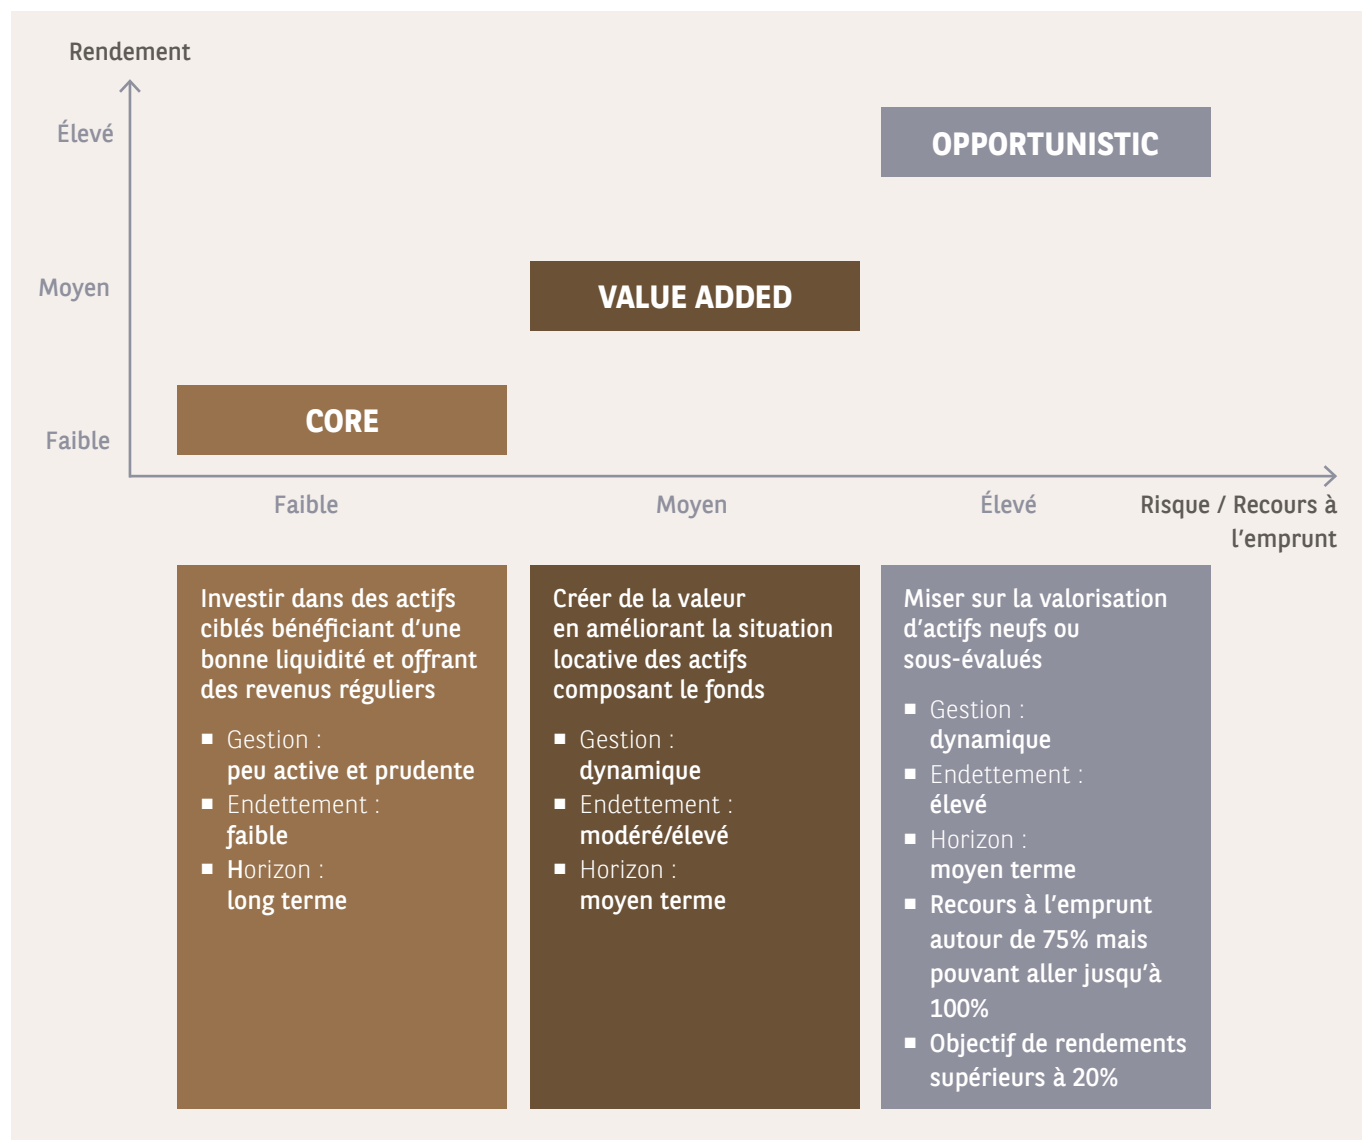 Rendement
Élevé
OPPORTUNISTIC
Moyen
VALUE ADDED
CORE
Faible
Faible
Moyen
Élevé
Risque / Recours à
l’emprunt
Investir dans des actifs
ciblés bénéficiant d’une
bonne liquidité et offrant
des revenus réguliers
■ Gestion :
peu active et prudente
■ Endettement :
faible
■ Horizon :
long terme
Créer de la valeur
en améliorant la situation
locative des actifs
composant le fonds
■ Gestion :
dynamique
■ Endettement :
modéré/élevé
■ Horizon :
moyen terme
Miser sur la valorisation
d’actifs neufs ou
sous-évalués
■ Gestion :
dynamique
■ Endettement :
élevé
■ Horizon :
moyen terme
■ Recours à l’emprunt
autour de 75% mais
pouvant aller jusqu’à
100%
■ Objectif de rendements
supérieurs à 20%